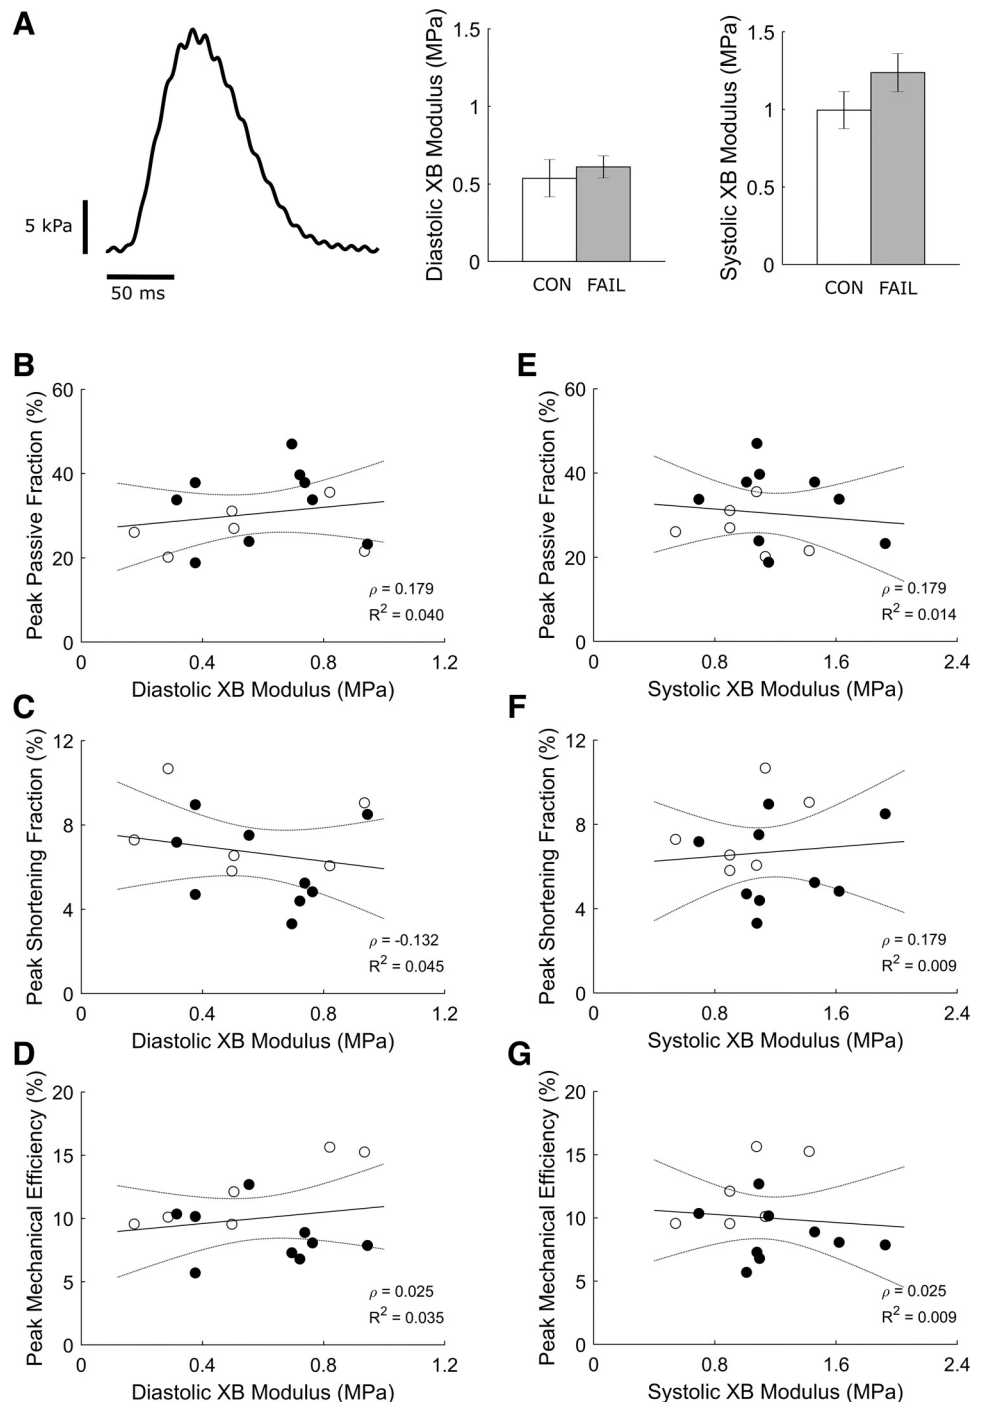 A
5 kPa
50 ms
Diastolic XB Modulus (MPa)
1.5
1
0.5
0
CON FAIL
Systolic XB Modulus (MPa)
1.5
1
0.5
0
CON FAIL
B
Peak Passive Fraction (%)
60
40
20
0
ρ = 0.179
R² = 0.040
0 0.4 0.8 1.2
Diastolic XB Modulus (MPa)
E
Peak Passive Fraction (%)
60
40
20
0
ρ = 0.179
R² = 0.014
0 0.8 1.6 2.4
Systolic XB Modulus (MPa)
C
Peak Shortening Fraction (%)
12
8
4
0
ρ = -0.132
R² = 0.045
0 0.4 0.8 1.2
Diastolic XB Modulus (MPa)
F
Peak Shortening Fraction (%)
12
8
4
0
ρ = 0.179
R² = 0.009
0 0.8 1.6 2.4
Systolic XB Modulus (MPa)
D
Peak Mechanical Efficiency (%)
20
15
10
5
0
ρ = 0.025
R² = 0.035
0 0.4 0.8 1.2
Diastolic XB Modulus (MPa)
G
Peak Mechanical Efficiency (%)
20
15
10
5
0
ρ = 0.025
R² = 0.009
0 0.8 1.6 2.4
Systolic XB Modulus (MPa)